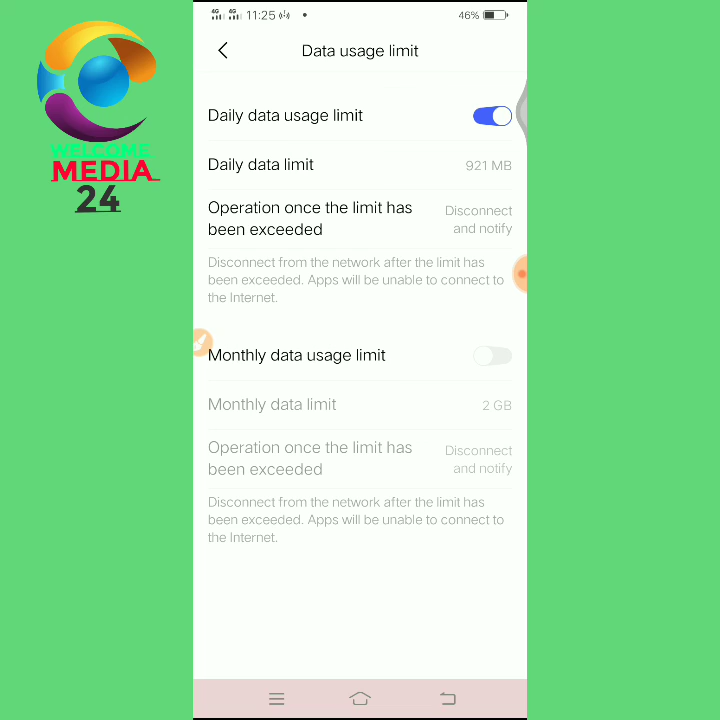 WELCOME
MEDIA
24
4G 4G 11:25 46%
Data usage limit
Daily data usage limit
Daily data limit 921 MB
Operation once the limit has been exceeded Disconnect and notify
Disconnect from the network after the limit has
been exceeded. Apps will be unable to connect to
the Internet.
Monthly data usage limit
Monthly data limit 2 GB
Operation once the limit has been exceeded Disconnect and notify
Disconnect from the network after the limit has
been exceeded. Apps will be unable to connect to
the Internet.